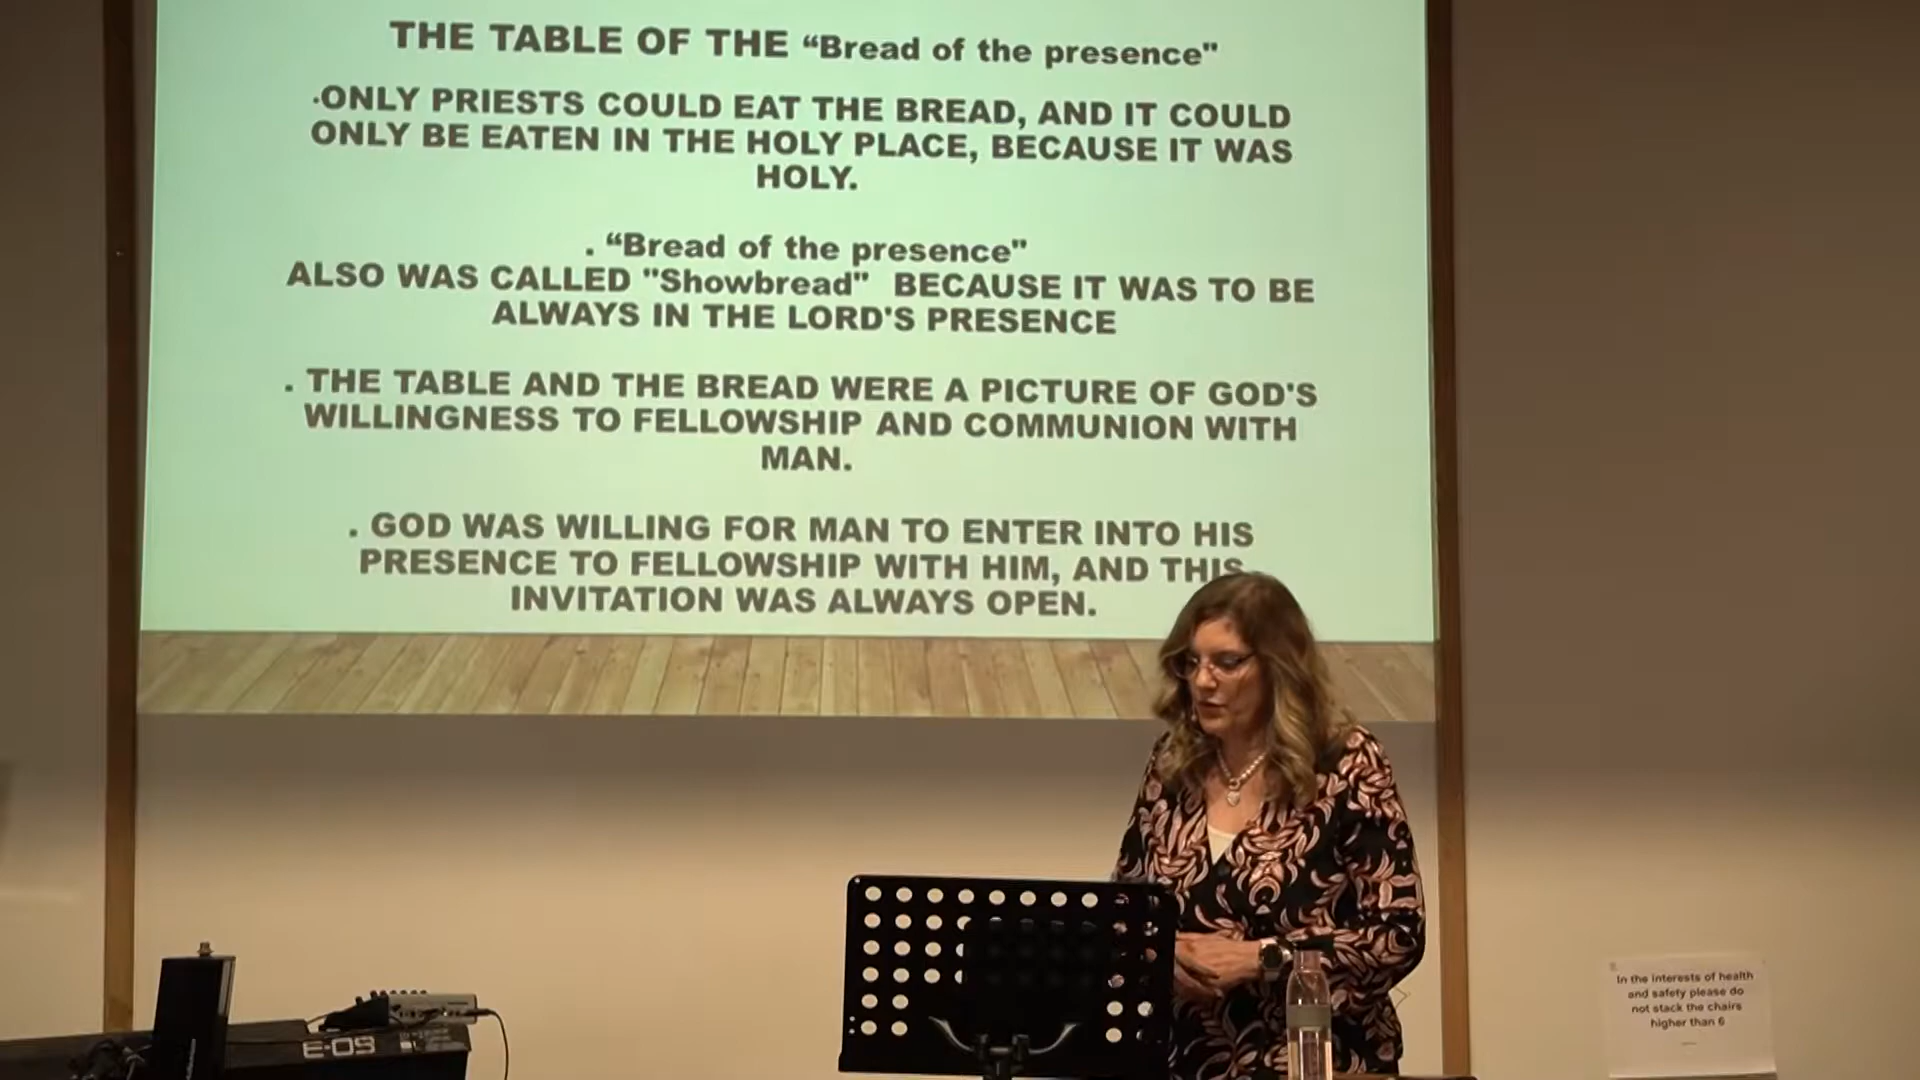 THE TABLE OF THE “Bread of the presence"
·ONLY PRIESTS COULD EAT THE BREAD, AND IT COULD
ONLY BE EATEN IN THE HOLY PLACE, BECAUSE IT WAS
HOLY.
. “Bread of the presence"
ALSO WAS CALLED "Showbread" BECAUSE IT WAS TO BE
ALWAYS IN THE LORD'S PRESENCE
. THE TABLE AND THE BREAD WERE A PICTURE OF GOD'S
WILLINGNESS TO FELLOWSHIP AND COMMUNION WITH
MAN.
. GOD WAS WILLING FOR MAN TO ENTER INTO HIS
PRESENCE TO FELLOWSHIP WITH HIM, AND THIS
INVITATION WAS ALWAYS OPEN.
E-09
In the interests of health
and safety please do
not stack the chairs
higher than 6